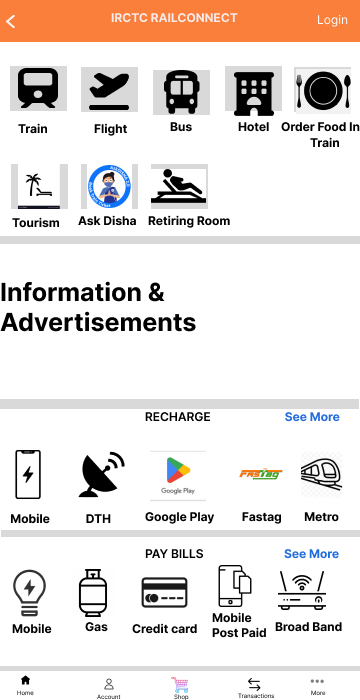 IRCTC RAILCONNECT
Login
Train
Flight
Bus
Hotel
Order Food In
Train
Tourism
Ask Disha
Retiring Room
Information &
Advertisements
RECHARGE
See More
Google Play
FASTag
Mobile
DTH
Google Play
Fastag
Metro
PAY BILLS
See More
Mobile
Gas
Credit card
Mobile
Post Paid
Broad Band
Home
Account
Shop
Transactions
More